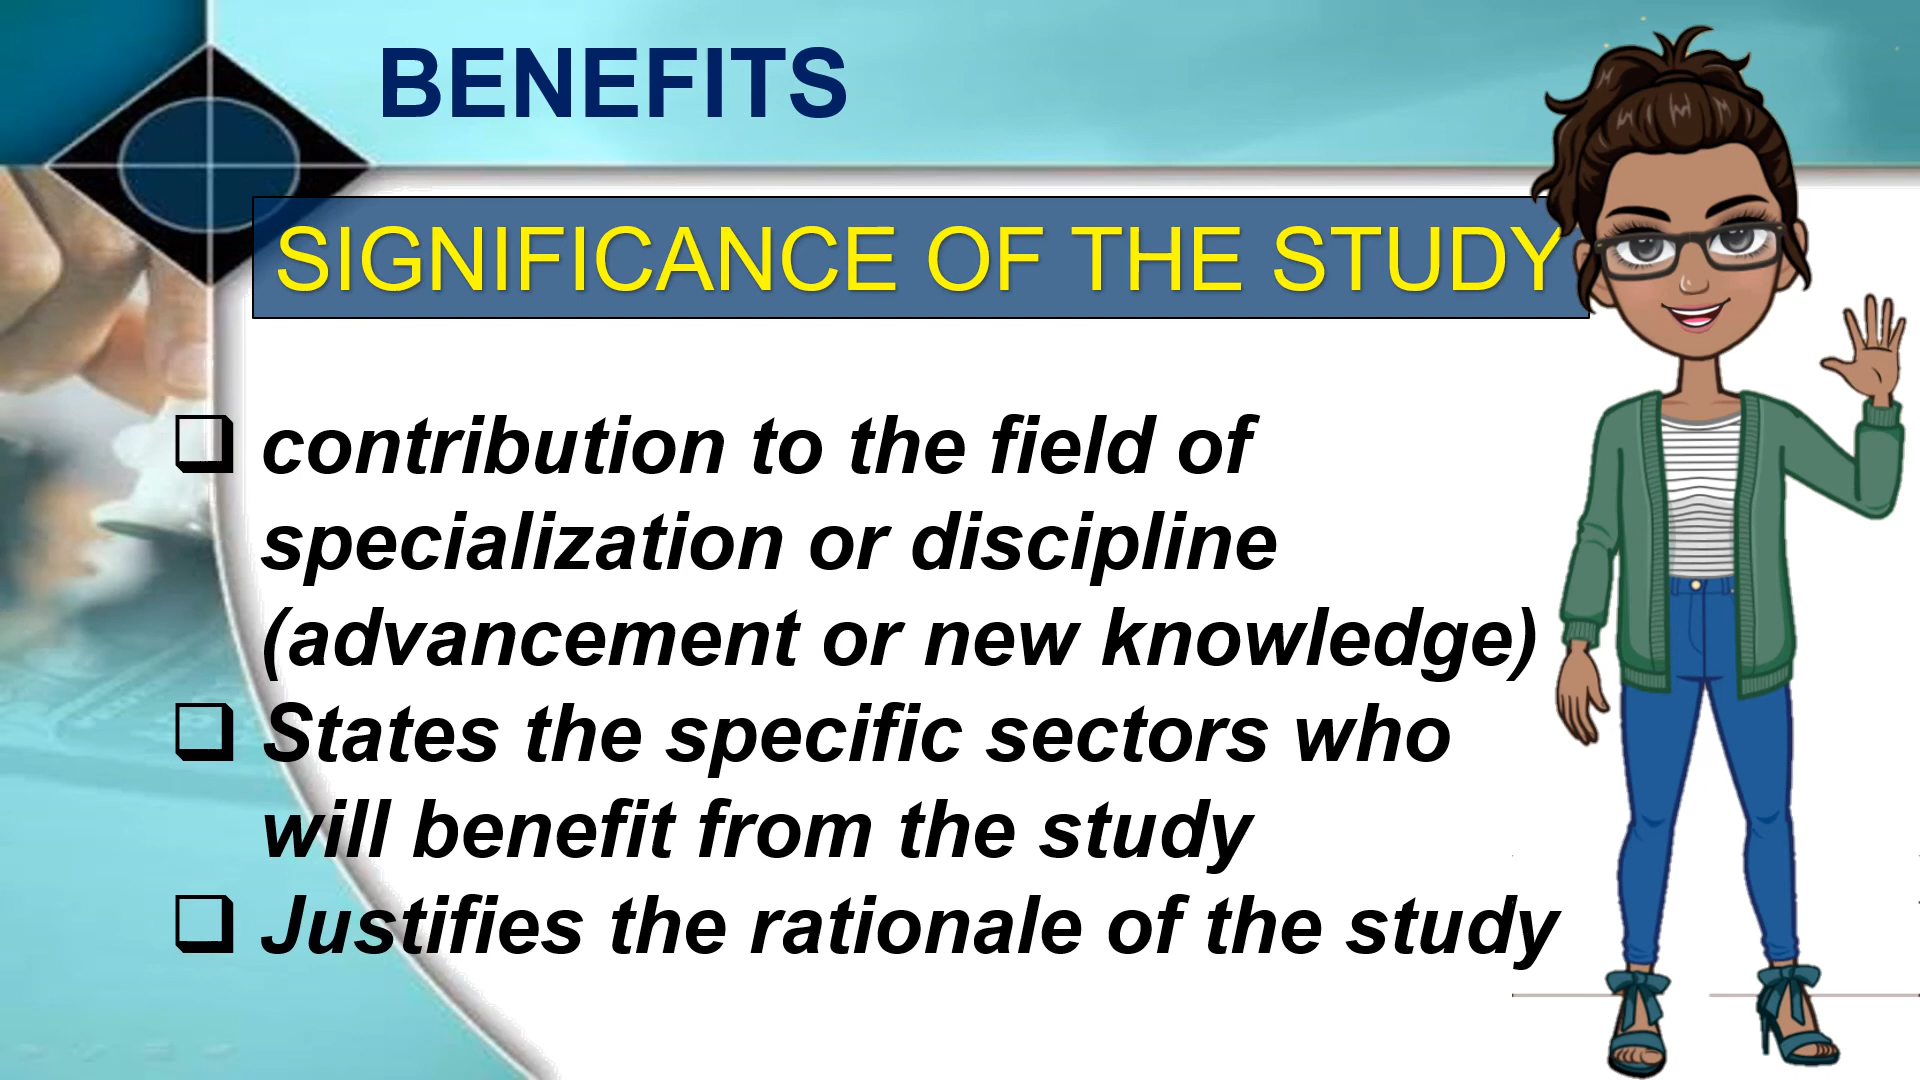 BENEFITS
SIGNIFICANCE OF THE STUDY
❑ contribution to the field of
specialization or discipline
(advancement or new knowledge)
❑ States the specific sectors who
will benefit from the study
❑ Justifies the rationale of the study